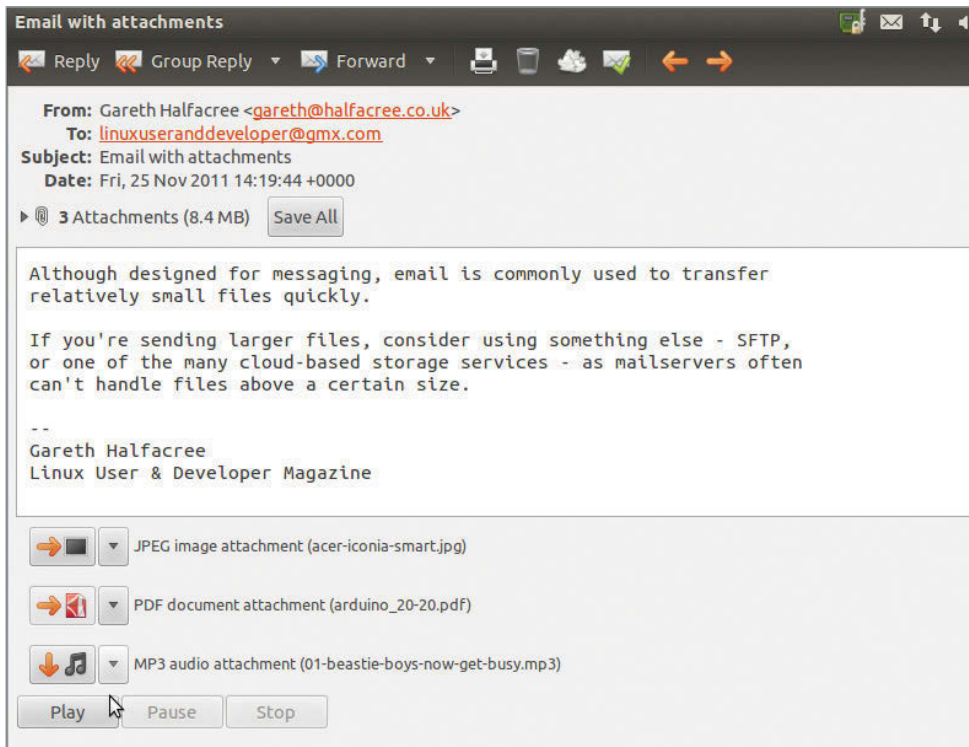 Email with attachments
Reply Group Reply Forward
From: Gareth Halfacree <gareth@halfacree.co.uk>
To: linuxuseranddeveloper@gmx.com
Subject: Email with attachments
Date: Fri, 25 Nov 2011 14:19:44 +0000
3 Attachments (8.4 MB) Save All
Although designed for messaging, email is commonly used to transfer
relatively small files quickly.
If you're sending larger files, consider using something else - SFTP,
or one of the many cloud-based storage services - as mailservers often
can't handle files above a certain size.
--
Gareth Halfacree
Linux User & Developer Magazine
JPEG image attachment (acer-iconia-smart.jpg)
PDF document attachment (arduino_20-20.pdf)
MP3 audio attachment (01-beastie-boys-now-get-busy.mp3)
Play Pause Stop